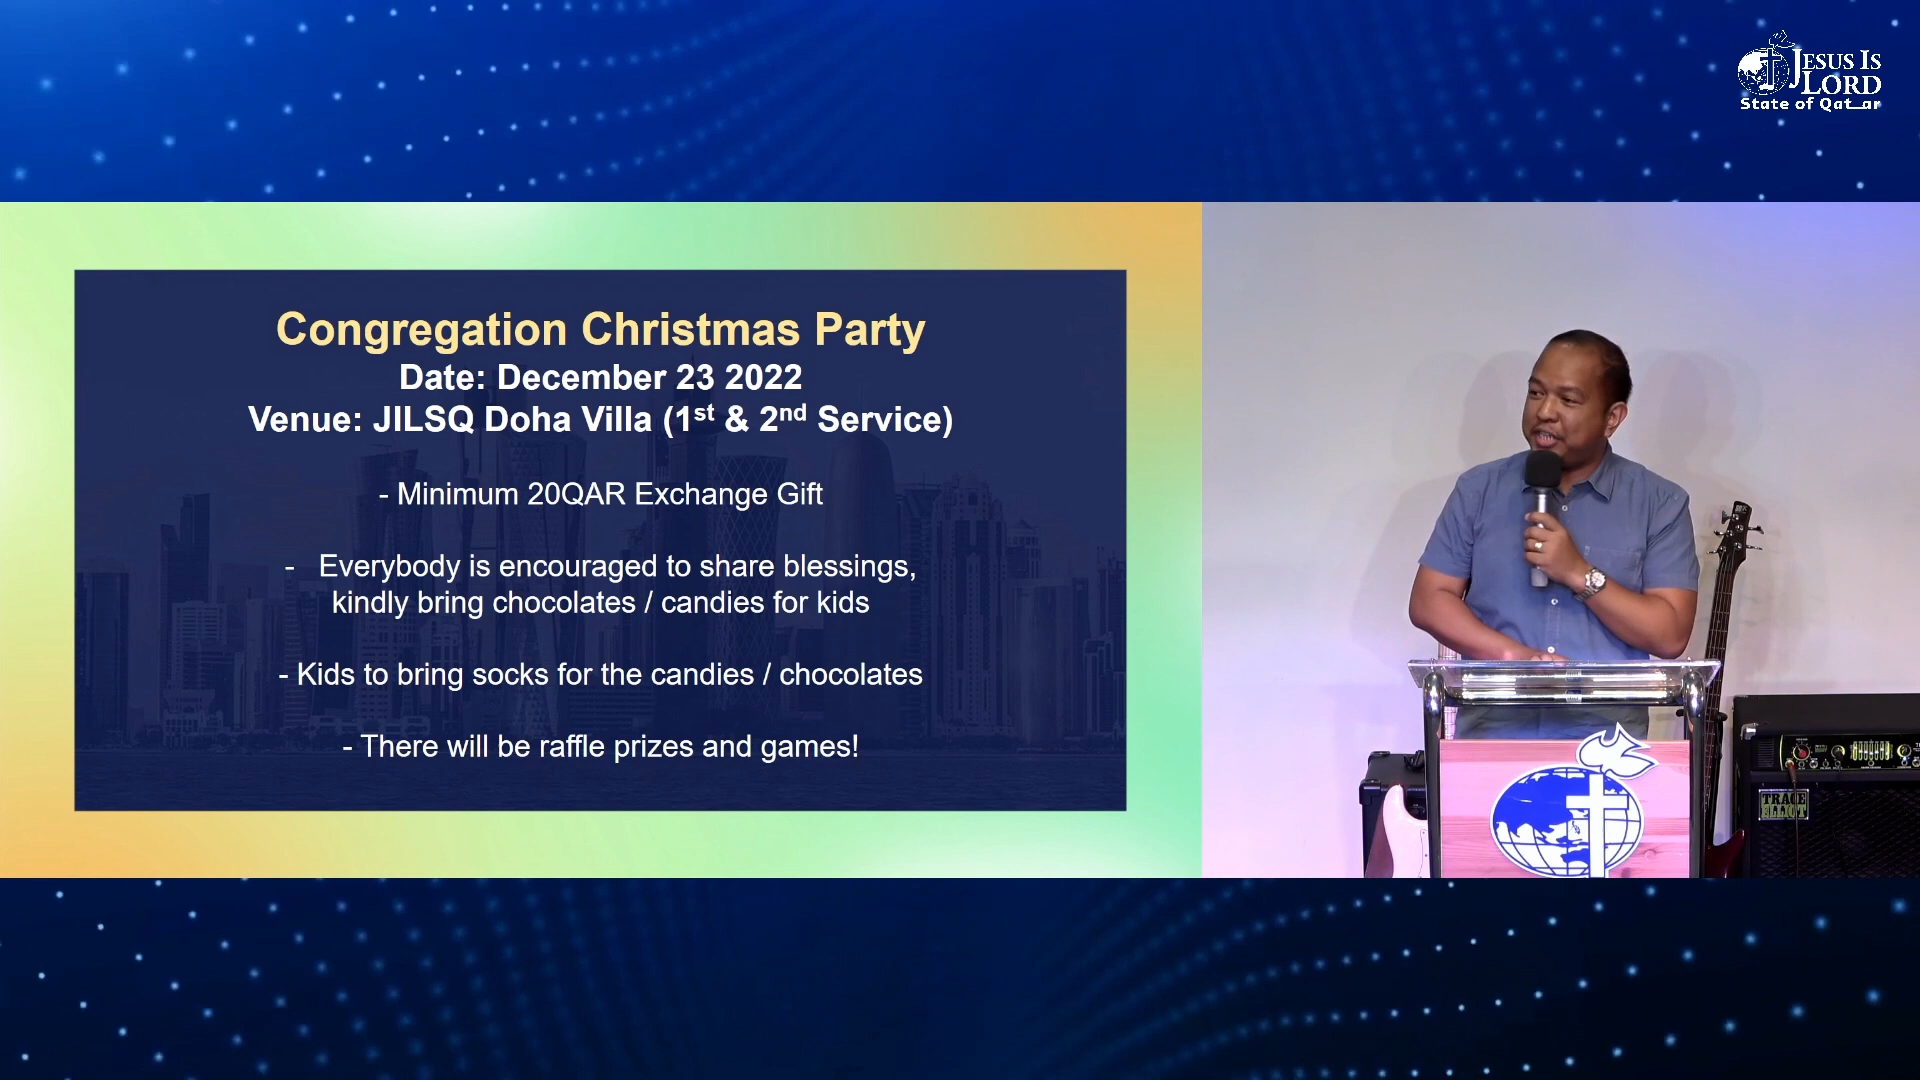 JESUS IS
LORD
State of Qatar
Congregation Christmas Party
Date: December 23 2022
Venue: JILSQ Doha Villa (1st & 2nd Service)
- Minimum 20QAR Exchange Gift
- Everybody is encouraged to share blessings,
kindly bring chocolates / candies for kids
- Kids to bring socks for the candies / chocolates
- There will be raffle prizes and games!
TRACE
ELLIOT